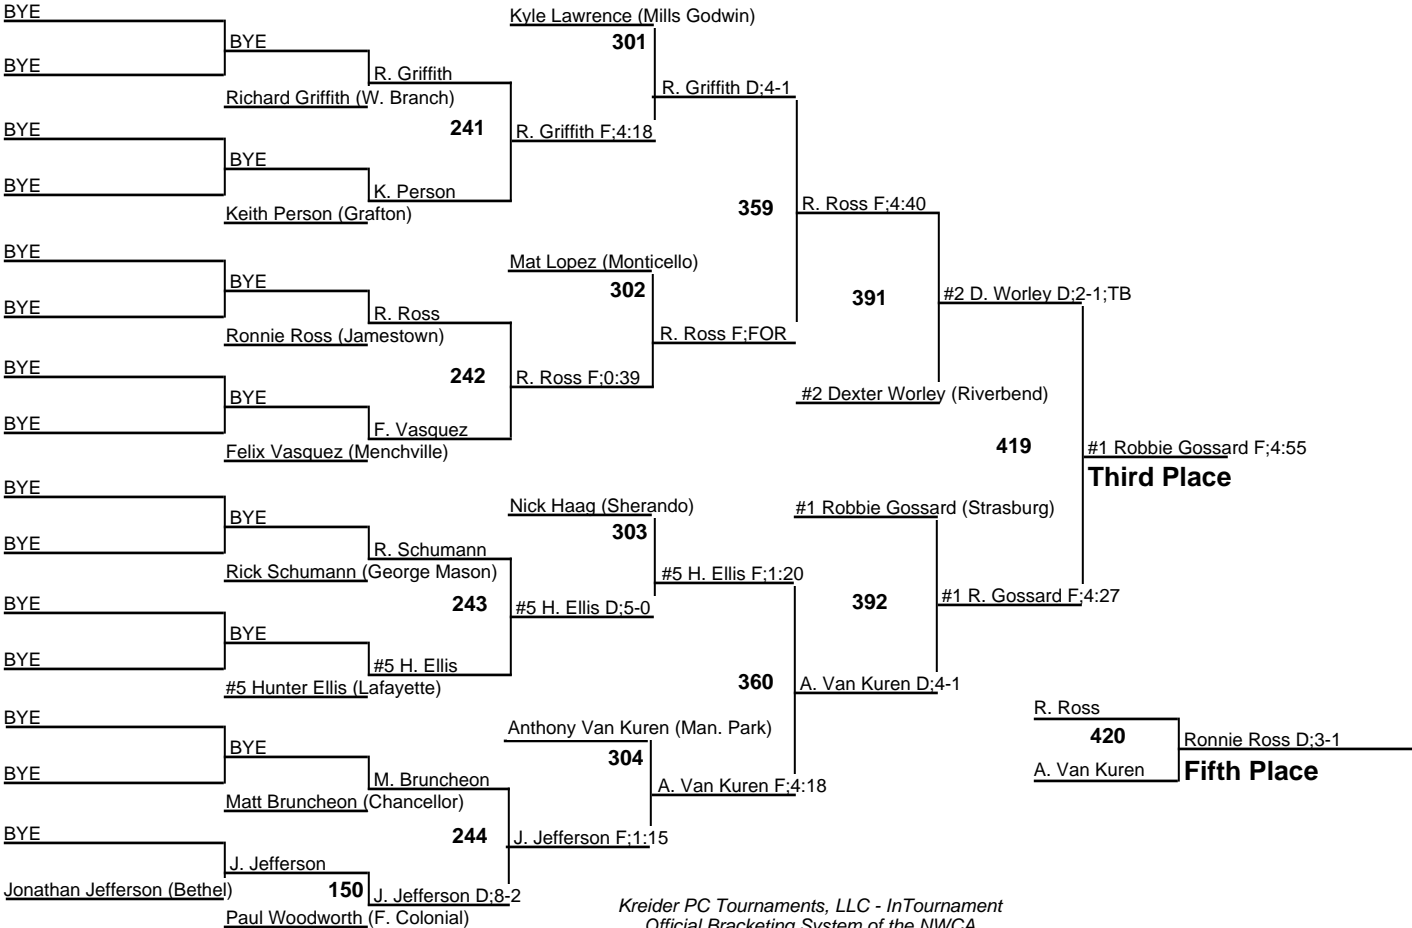 BYE
Kyle Lawrence (Mills Godwin)
301
BYE
BYE
R. Griffith
R. Griffith D;4-1
Richard Griffith (W. Branch)
241
BYE
R. Griffith F;4:18
BYE
BYE
K. Person
359
R. Ross F;4:40
Keith Person (Grafton)
BYE
Mat Lopez (Monticello)
BYE
302
391
#2 D. Worley D;2-1;TB
BYE
R. Ross
Ronnie Ross (Jamestown)
R. Ross F;FOR
BYE
242
R. Ross F;0:39
BYE
#2 Dexter Worley (Riverbend)
BYE
F. Vasquez
Felix Vasquez (Menchville)
419
#1 Robbie Gossard F;4:55
Third Place
BYE
Nick Haag (Sherando)
#1 Robbie Gossard (Strasburg)
BYE
303
BYE
R. Schumann
Rick Schumann (George Mason)
#5 H. Ellis F;1:20
BYE
243
#5 H. Ellis D;5-0
392
#1 R. Gossard F;4:27
BYE
BYE
#5 H. Ellis
#5 Hunter Ellis (Lafayette)
360
A. Van Kuren D;4-1
BYE
Anthony Van Kuren (Man. Park)
R. Ross
BYE
304
420
Ronnie Ross D;3-1
BYE
M. Bruncheon
A. Van Kuren
Fifth Place
Matt Bruncheon (Chancellor)
A. Van Kuren F;4:18
BYE
244
J. Jefferson F;1:15
J. Jefferson
Jonathan Jefferson (Bethel)
150
J. Jefferson D;8-2
Paul Woodworth (F. Colonial)
Kreider PC Tournaments, LLC - InTournament
Official Bracketing System of the NWCA